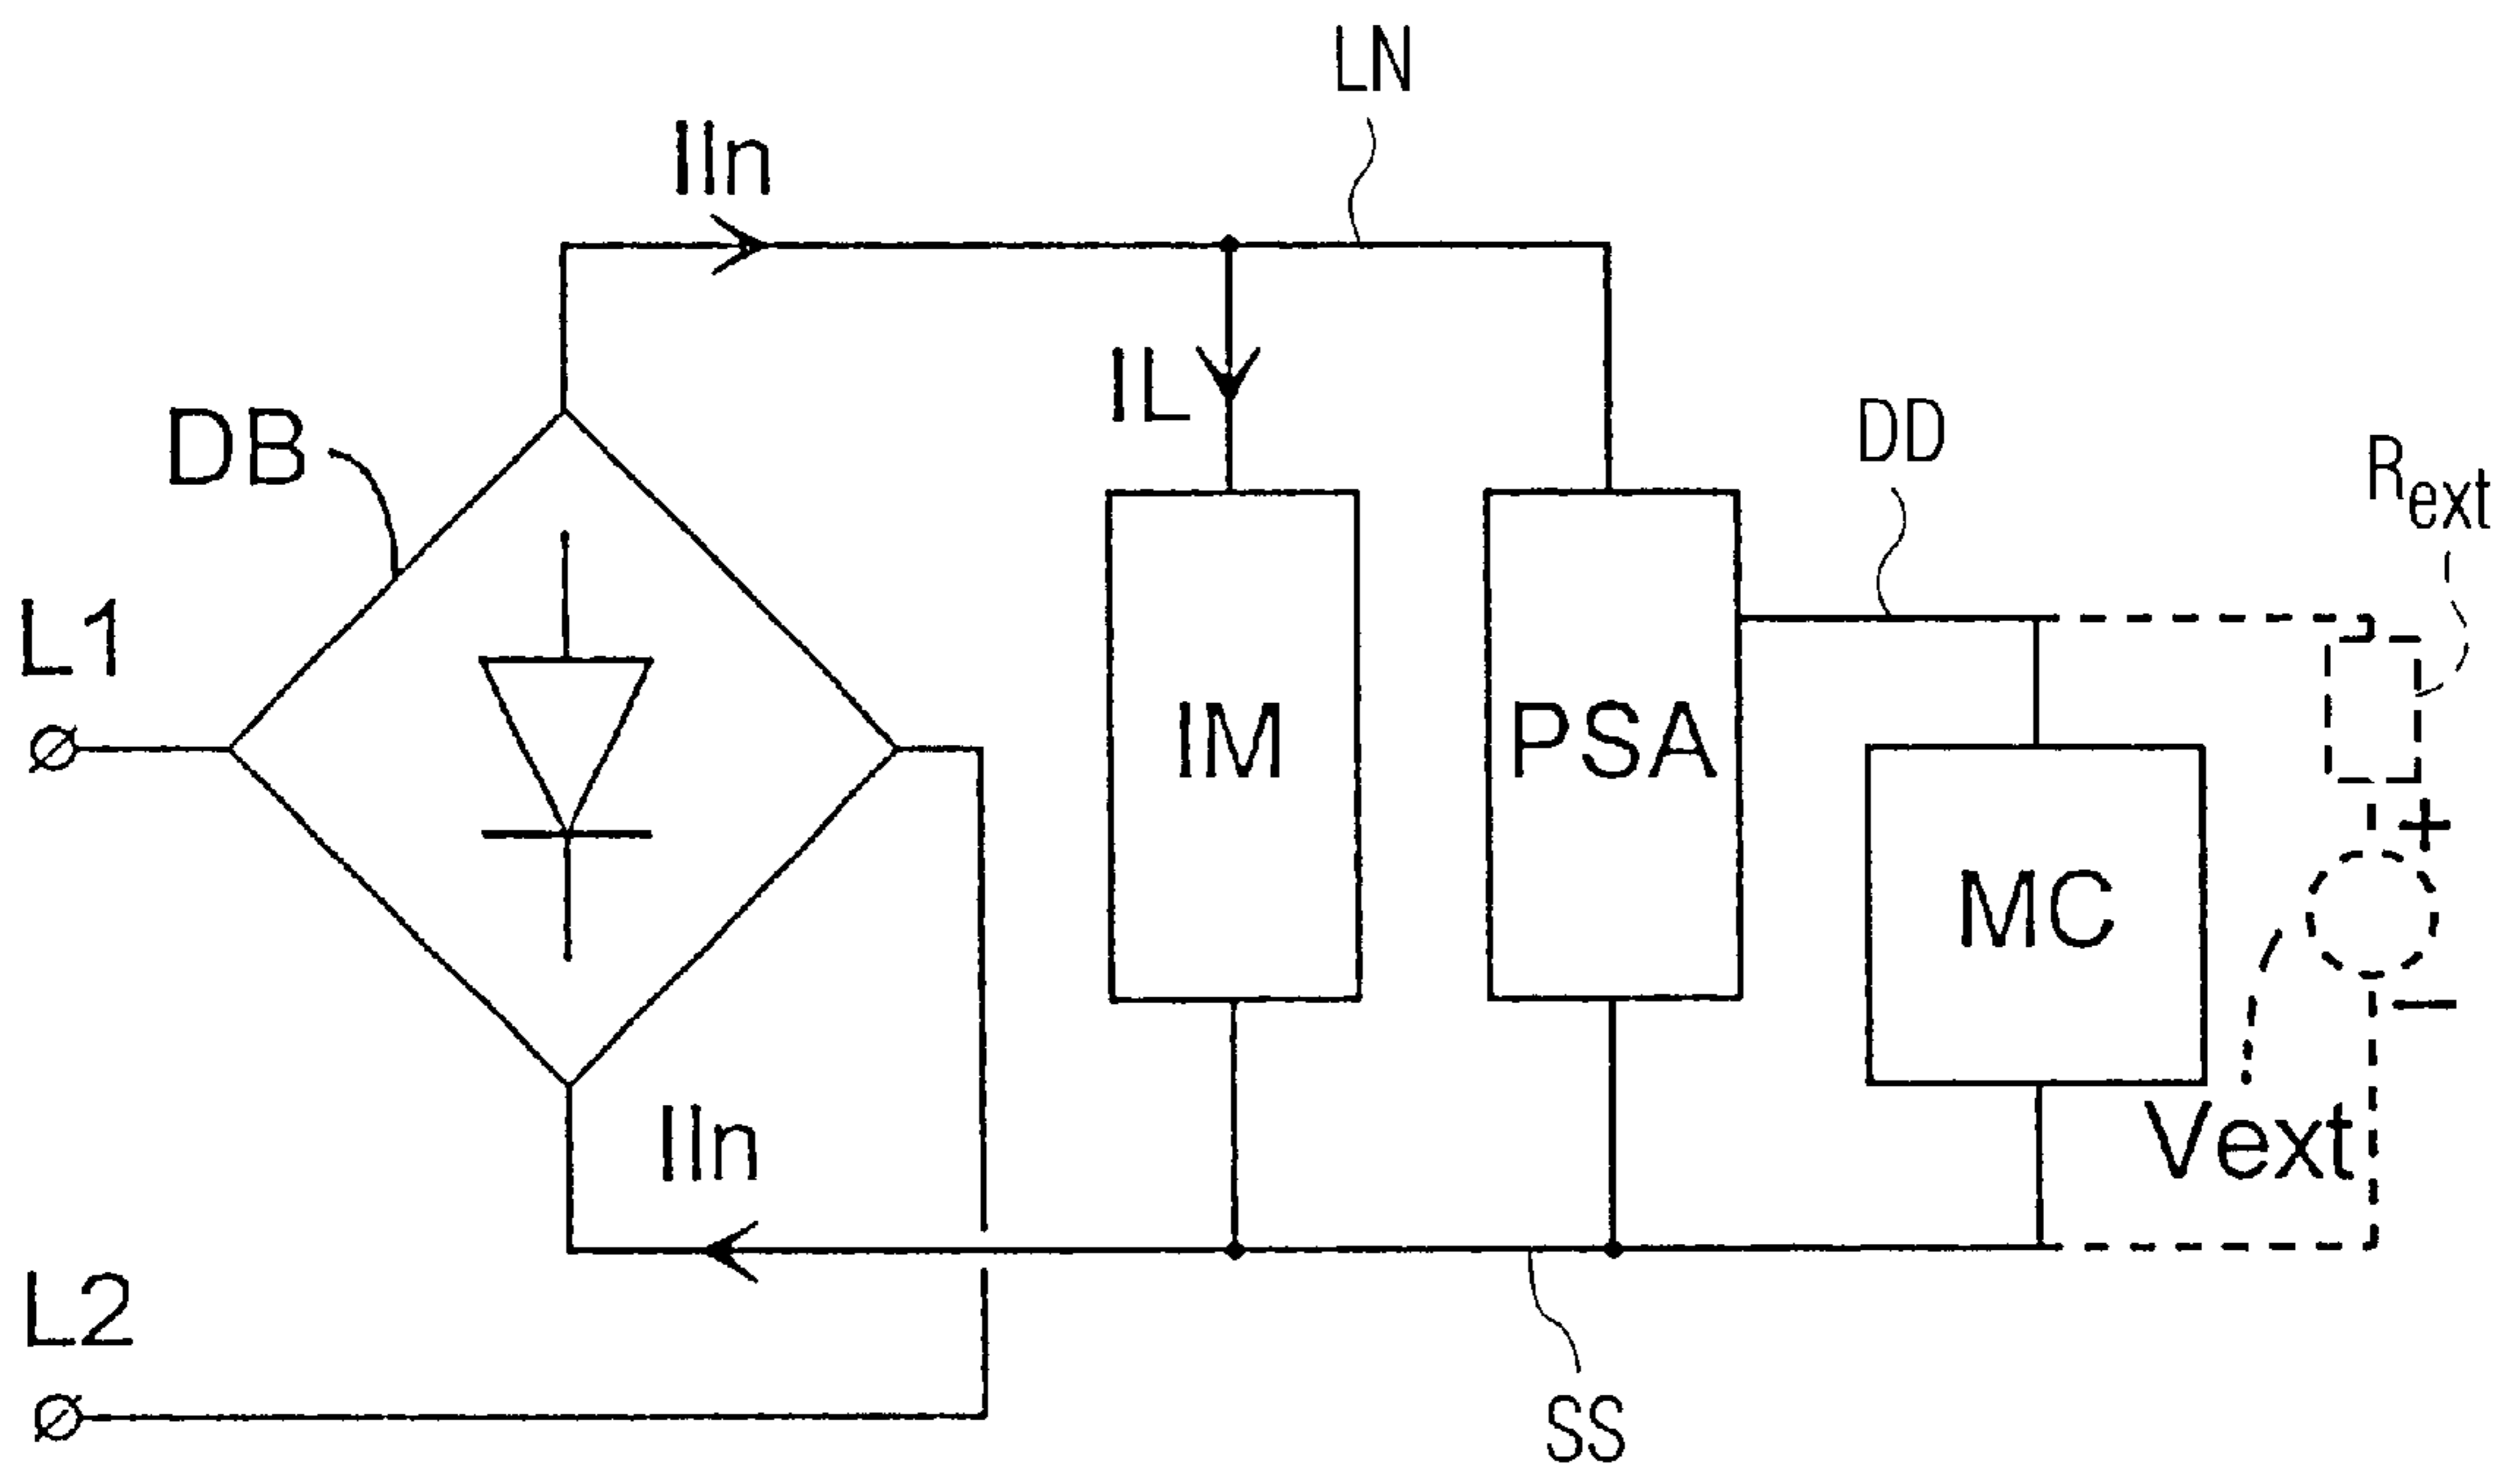 LN
IIn
IL
DB
DD
Rext
L1
IM
PSA
+
MC
−
IIn
Vext
L2
SS